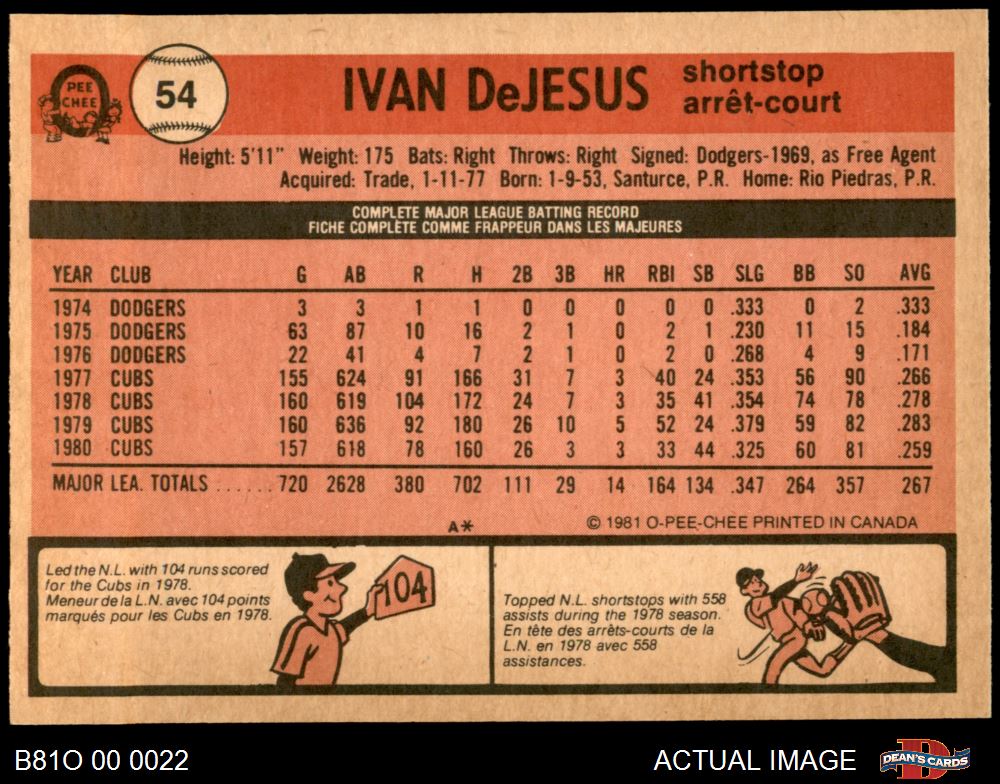 PEE
CHEE
54
IVAN DeJESUS
shortstop
arrêt-court
Height: 5'11" Weight: 175 Bats: Right Throws: Right Signed: Dodgers-1969, as Free Agent
Acquired: Trade, 1-11-77 Born: 1-9-53, Santurce, P.R. Home: Rio Piedras, P.R.
COMPLETE MAJOR LEAGUE BATTING RECORD
FICHE COMPLÈTE COMME FRAPPEUR DANS LES MAJEURES
YEAR CLUB G AB R H 2B 3B HR RBI SB SLG BB SO AVG
1974 DODGERS 3 3 1 1 0 0 0 0 0 .333 0 2 .333
1975 DODGERS 63 87 10 16 2 1 0 2 1 .230 11 15 .184
1976 DODGERS 22 41 4 7 2 1 0 2 0 .268 4 9 .171
1977 CUBS 155 624 91 166 31 7 3 40 24 .353 56 90 .266
1978 CUBS 160 619 104 172 24 7 3 35 41 .354 74 78 .278
1979 CUBS 160 636 92 180 26 10 5 52 24 .379 59 82 .283
1980 CUBS 157 618 78 160 26 3 3 33 44 .325 60 81 .259
MAJOR LEA. TOTALS ...... 720 2628 380 702 111 29 14 164 134 .347 264 357 267
A*
© 1981 O-PEE-CHEE PRINTED IN CANADA
Led the N.L. with 104 runs scored
for the Cubs in 1978.
Meneur de la L.N. avec 104 points
marqués pour les Cubs en 1978.
104
Topped N.L. shortstops with 558
assists during the 1978 season.
En tête des arrêts-courts de la
L.N. en 1978 avec 558
assistances.
B81O 00 0022
ACTUAL IMAGE
DEAN'S CARDS